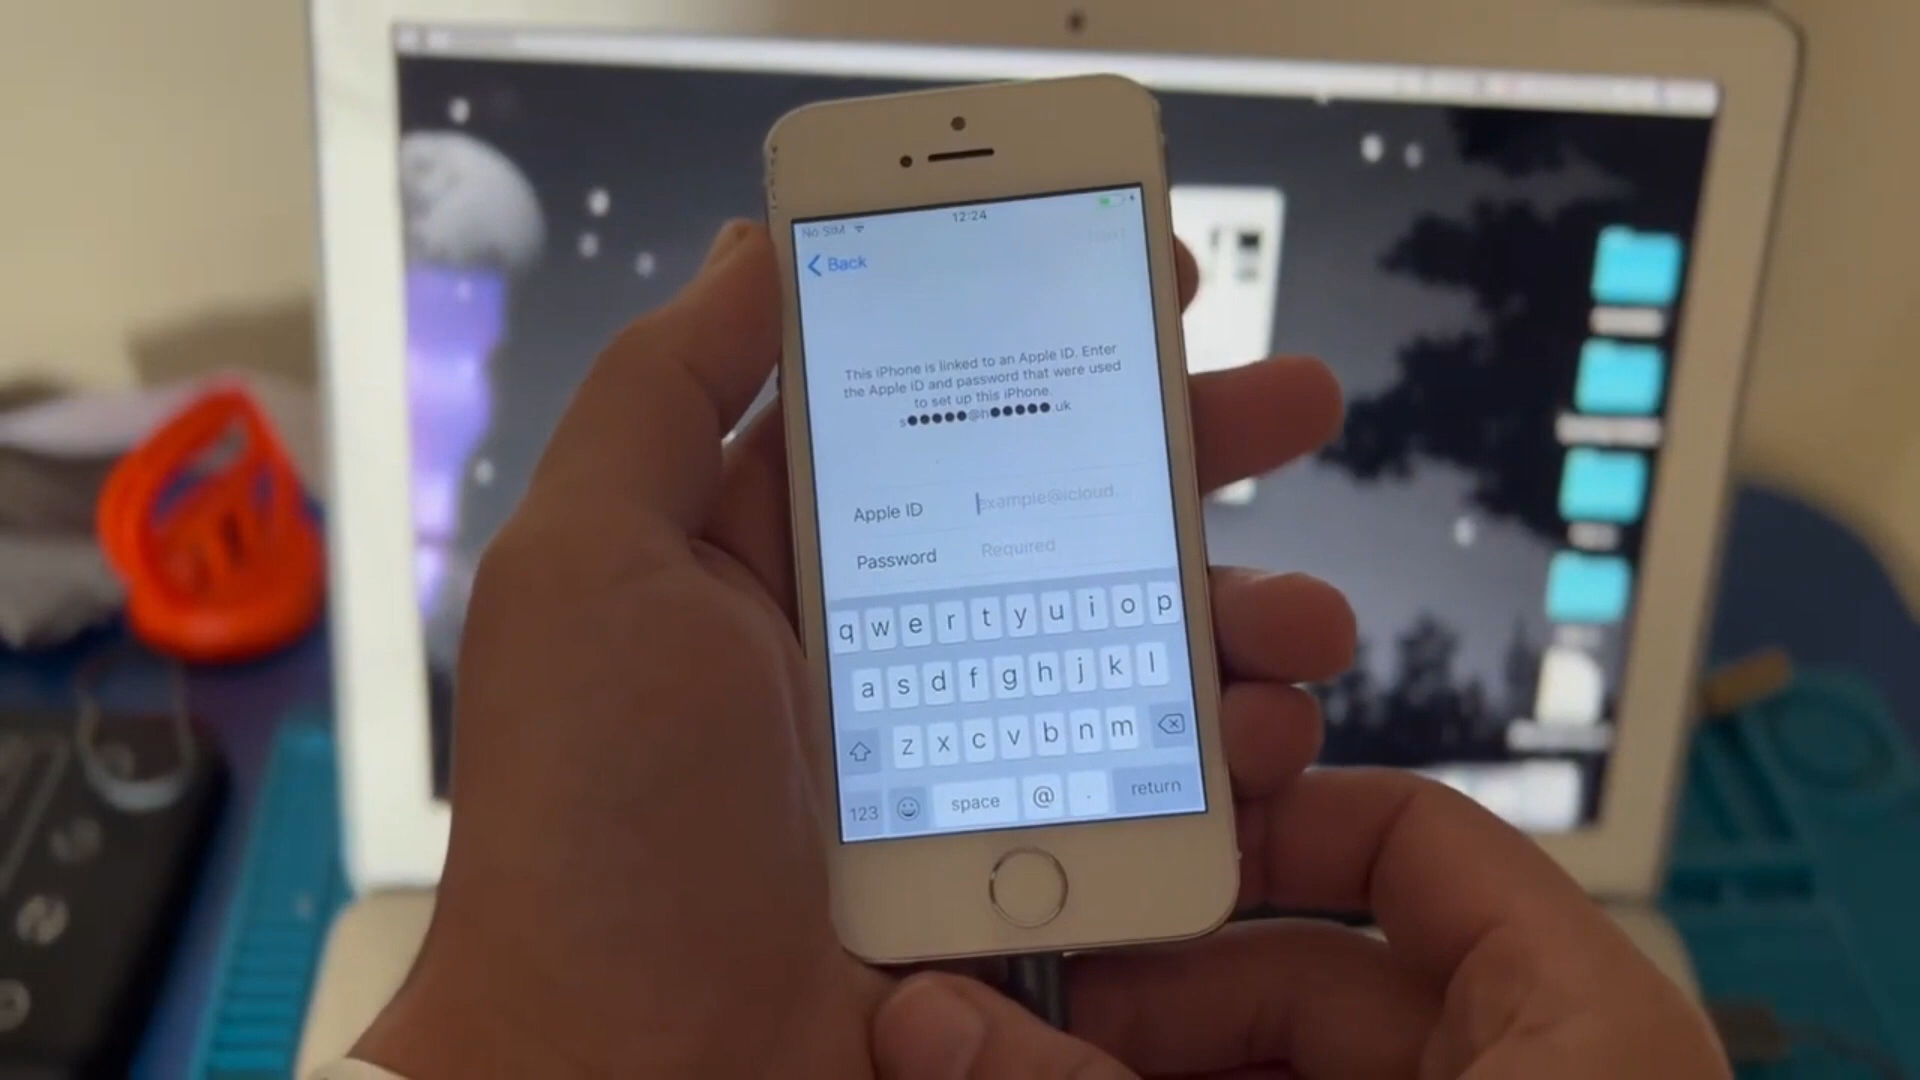 No SIM
12:24
Next
Back
This iPhone is linked to an Apple ID. Enter
the Apple ID and password that were used
to set up this iPhone.
s●●●●●@h●●●●●.uk
Apple ID example@icloud.
Password Required
q w e r t y u i o p
a s d f g h j k l
z x c v b n m
123 space @ . return